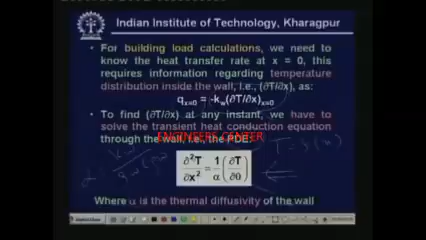 Indian Institute of Technology, Kharagpur
• For building load calculations, we need to
know the heat transfer rate at x = 0, this
requires information regarding temperature
distribution inside the wall, i.e., (∂T/∂x), as:
qx=0 = -kw(∂T/∂x)x=0
• To find (∂T/∂x) at any instant, we have to
solve the transient heat conduction equation
through the wall, i.e., the PDE:
ENGINEERS CENTER
∂²T/∂x² = 1/α (∂T/∂θ)
Where α is the thermal diffusivity of the wall